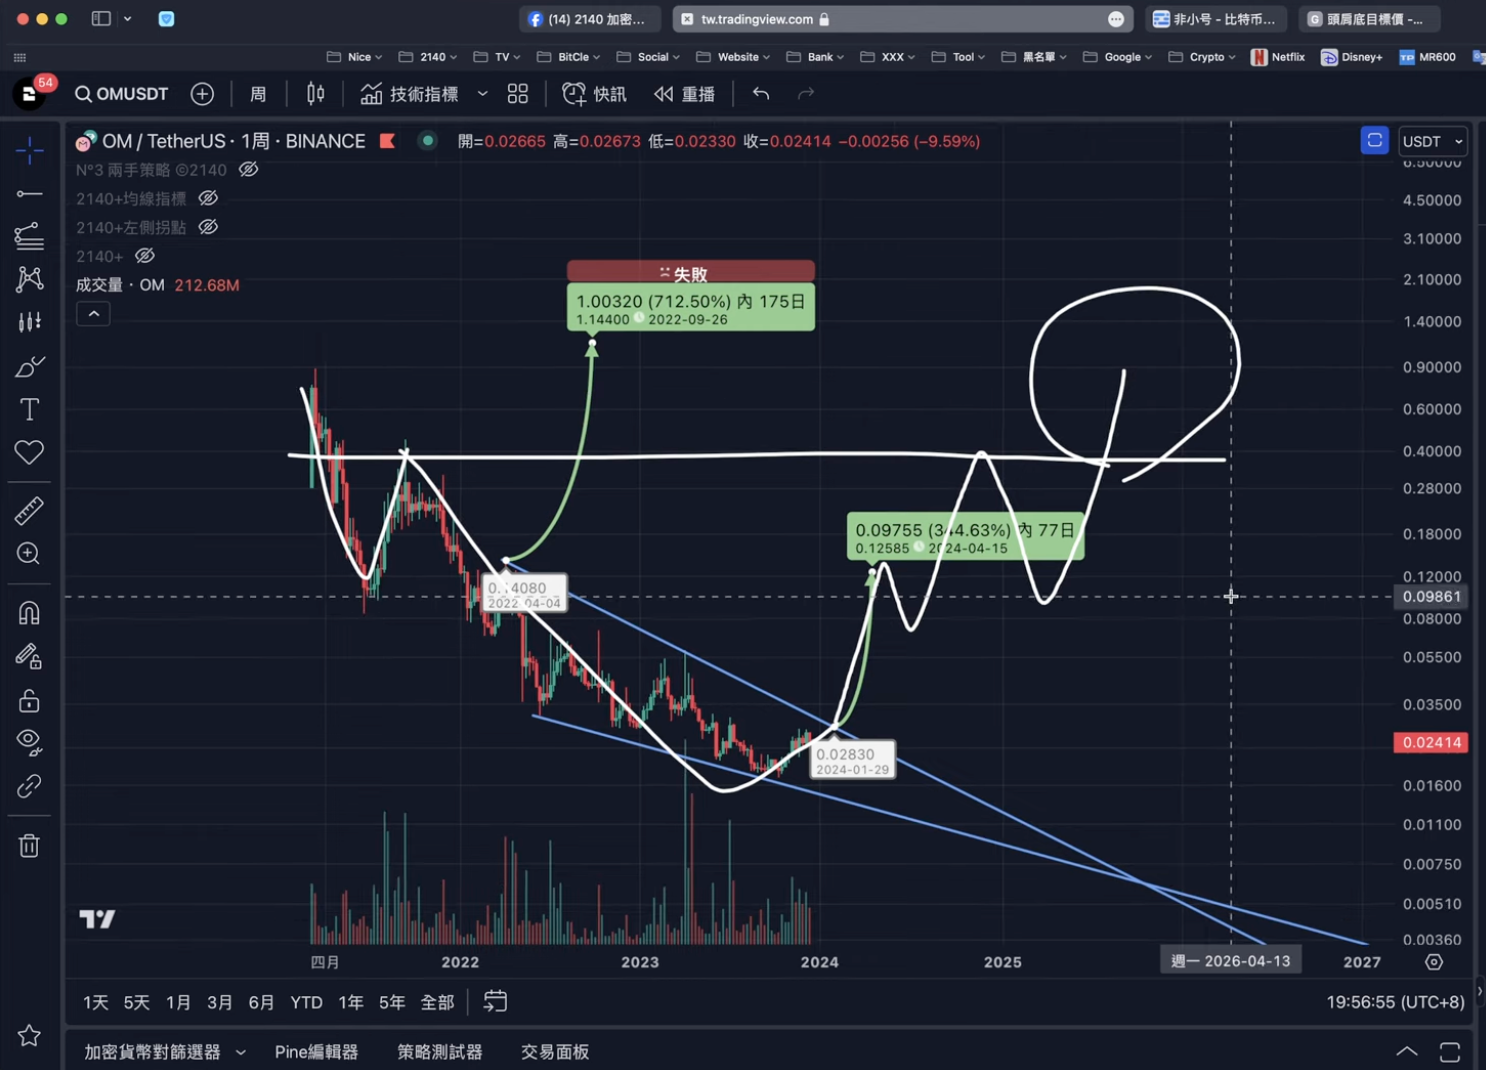 (14) 2140 加密...
tw.tradingview.com
非小号 - 比特币...
頭肩底目標價 -...
Nice
2140
TV
BitCle
Social
Website
Bank
XXX
Tool
黑名單
Google
Crypto
Netflix
Disney+
TP MR600
54
OMUSDT
周
技術指標
快訊
重播
OM / TetherUS · 1周 · BINANCE
開=0.02665 高=0.02673 低=0.02330 收=0.02414 −0.00256 (−9.59%)
USDT
N°3 兩手策略 ©2140
2140+均線指標
2140+左側拐點
2140+
成交量 · OM 212.68M
失敗
1.00320 (712.50%) 內 175日
1.14400 2022-09-26
0.14080
2022-04-04
0.09755 (344.63%) 內 77日
0.12585 2024-04-15
0.02830
2024-01-29
6.50000
4.50000
3.10000
2.10000
1.40000
0.90000
0.60000
0.40000
0.28000
0.18000
0.12000
0.09861
0.08000
0.05500
0.03500
0.02414
0.01600
0.01100
0.00750
0.00510
0.00360
四月
2022
2023
2024
2025
週一 2026-04-13
2027
1天
5天
1月
3月
6月
YTD
1年
5年
全部
19:56:55 (UTC+8)
加密貨幣對篩選器
Pine編輯器
策略測試器
交易面板